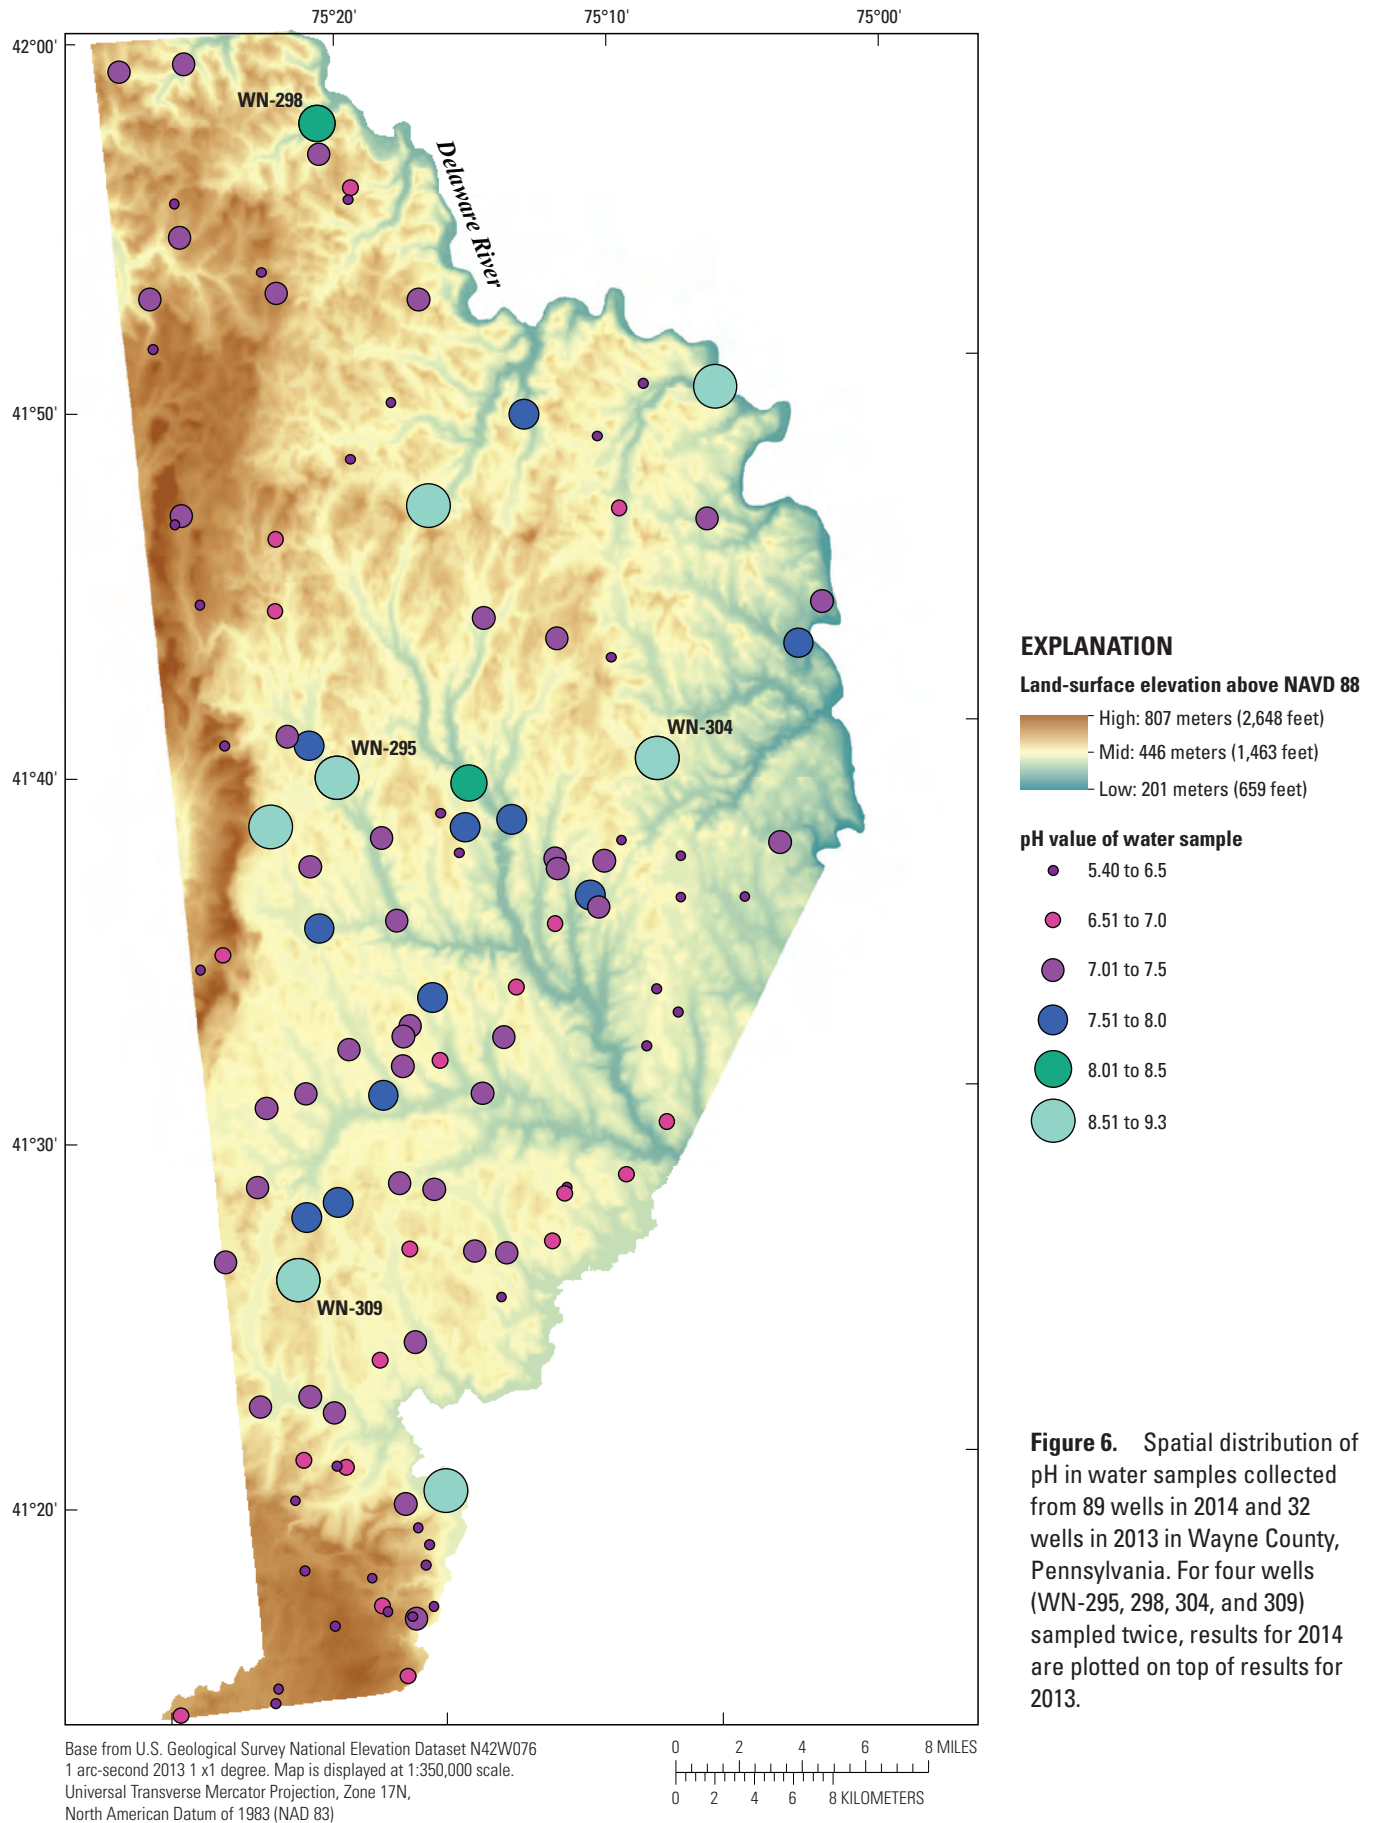 75°20'
75°10'
75°00'
42°00'
WN-298
Delaware River
41°50'
EXPLANATION
Land-surface elevation above NAVD 88
High: 807 meters (2,648 feet)
Mid: 446 meters (1,463 feet)
Low: 201 meters (659 feet)
WN-304
WN-295
41°40'
pH value of water sample
5.40 to 6.5
6.51 to 7.0
7.01 to 7.5
7.51 to 8.0
8.01 to 8.5
8.51 to 9.3
41°30'
WN-309
41°20'
Figure 6. Spatial distribution of
pH in water samples collected
from 89 wells in 2014 and 32
wells in 2013 in Wayne County,
Pennsylvania. For four wells
(WN-295, 298, 304, and 309)
sampled twice, results for 2014
are plotted on top of results for
2013.
Base from U.S. Geological Survey National Elevation Dataset N42W076
1 arc-second 2013 1 x1 degree. Map is displayed at 1:350,000 scale.
Universal Transverse Mercator Projection, Zone 17N,
North American Datum of 1983 (NAD 83)
0 2 4 6 8 MILES
0 2 4 6 8 KILOMETERS